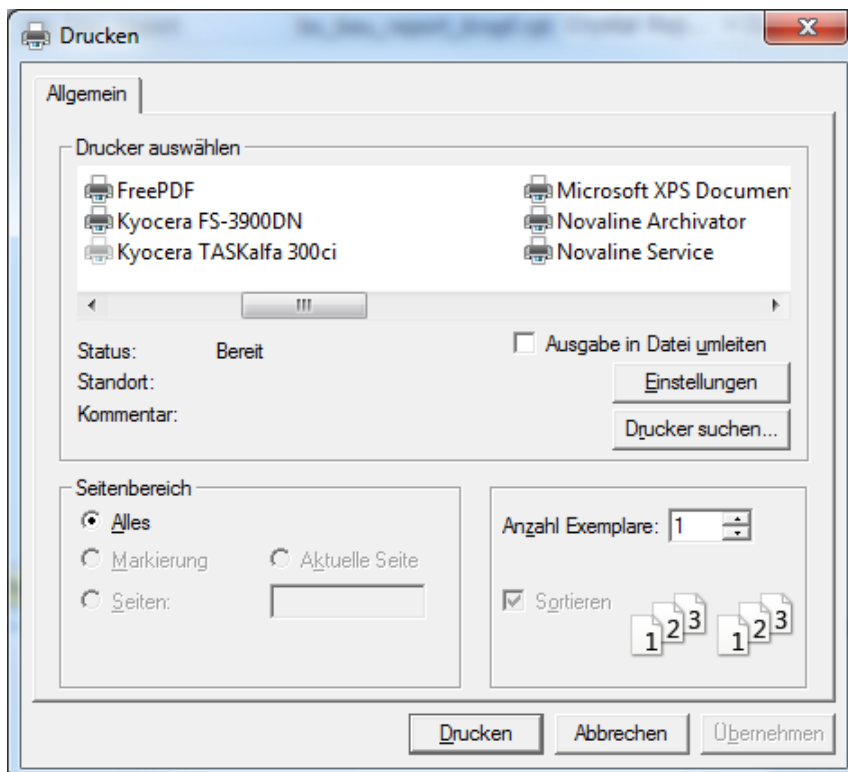 Drucken
Allgemein
Drucker auswählen
FreePDF
Microsoft XPS Documen
Kyocera FS-3900DN
Novaline Archivator
Kyocera TASKalfa 300ci
Novaline Service
Status: Bereit
Ausgabe in Datei umleiten
Standort:
Einstellungen
Kommentar:
Drucker suchen...
Seitenbereich
Alles
Anzahl Exemplare: 1
Markierung
Aktuelle Seite
Seiten:
Sortieren
1 2 3 1 2 3
Drucken
Abbrechen
Übernehmen